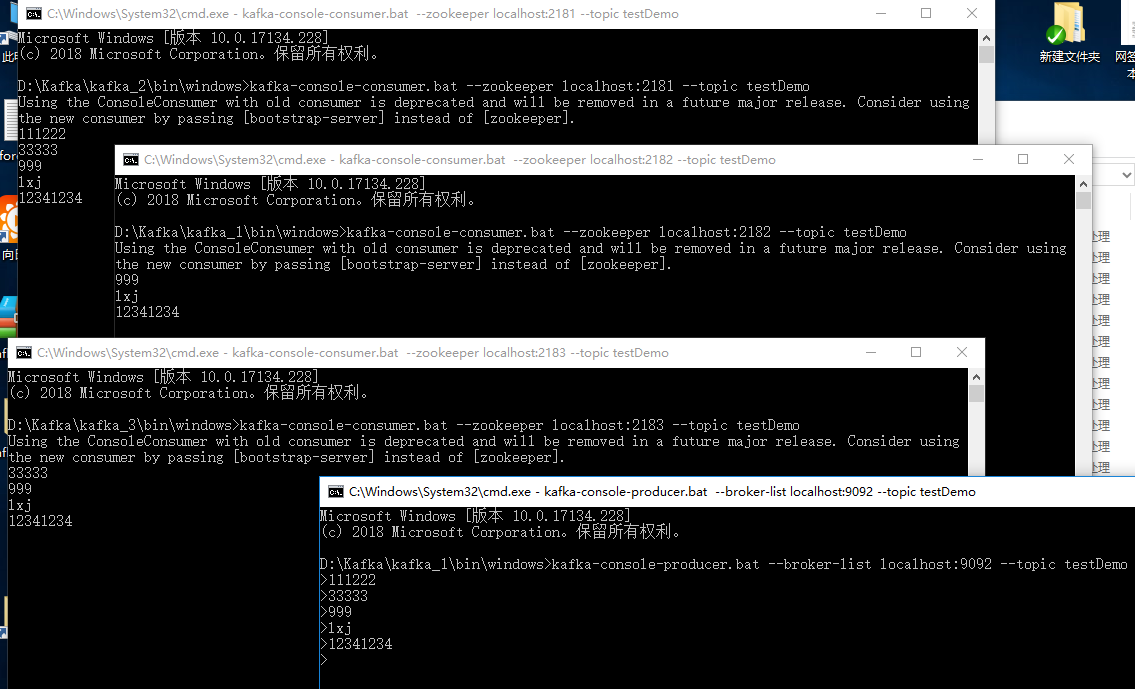 C:\Windows\System32\cmd.exe - kafka-console-consumer.bat --zookeeper localhost:2181 --topic testDemo
Microsoft Windows [版本 10.0.17134.228]
(c) 2018 Microsoft Corporation。保留所有权利。
D:\Kafka\kafka_2\bin\windows>kafka-console-consumer.bat --zookeeper localhost:2181 --topic testDemo
Using the ConsoleConsumer with old consumer is deprecated and will be removed in a future major release. Consider using
the new consumer by passing [bootstrap-server] instead of [zookeeper].
111222
33333
999
lxj
12341234
C:\Windows\System32\cmd.exe - kafka-console-consumer.bat --zookeeper localhost:2182 --topic testDemo
Microsoft Windows [版本 10.0.17134.228]
(c) 2018 Microsoft Corporation。保留所有权利。
D:\Kafka\kafka_1\bin\windows>kafka-console-consumer.bat --zookeeper localhost:2182 --topic testDemo
Using the ConsoleConsumer with old consumer is deprecated and will be removed in a future major release. Consider using
the new consumer by passing [bootstrap-server] instead of [zookeeper].
999
lxj
12341234
C:\Windows\System32\cmd.exe - kafka-console-consumer.bat --zookeeper localhost:2183 --topic testDemo
Microsoft Windows [版本 10.0.17134.228]
(c) 2018 Microsoft Corporation。保留所有权利。
D:\Kafka\kafka_3\bin\windows>kafka-console-consumer.bat --zookeeper localhost:2183 --topic testDemo
Using the ConsoleConsumer with old consumer is deprecated and will be removed in a future major release. Consider using
the new consumer by passing [bootstrap-server] instead of [zookeeper].
33333
999
lxj
12341234
C:\Windows\System32\cmd.exe - kafka-console-producer.bat --broker-list localhost:9092 --topic testDemo
Microsoft Windows [版本 10.0.17134.228]
(c) 2018 Microsoft Corporation。保留所有权利。
D:\Kafka\kafka_1\bin\windows>kafka-console-producer.bat --broker-list localhost:9092 --topic testDemo
>111222
>33333
>999
>lxj
>12341234
>
新建文件夹
网签
本
此电
向日
处理
处理
处理
处理
处理
处理
处理
处理
处理
处理
处理
处理